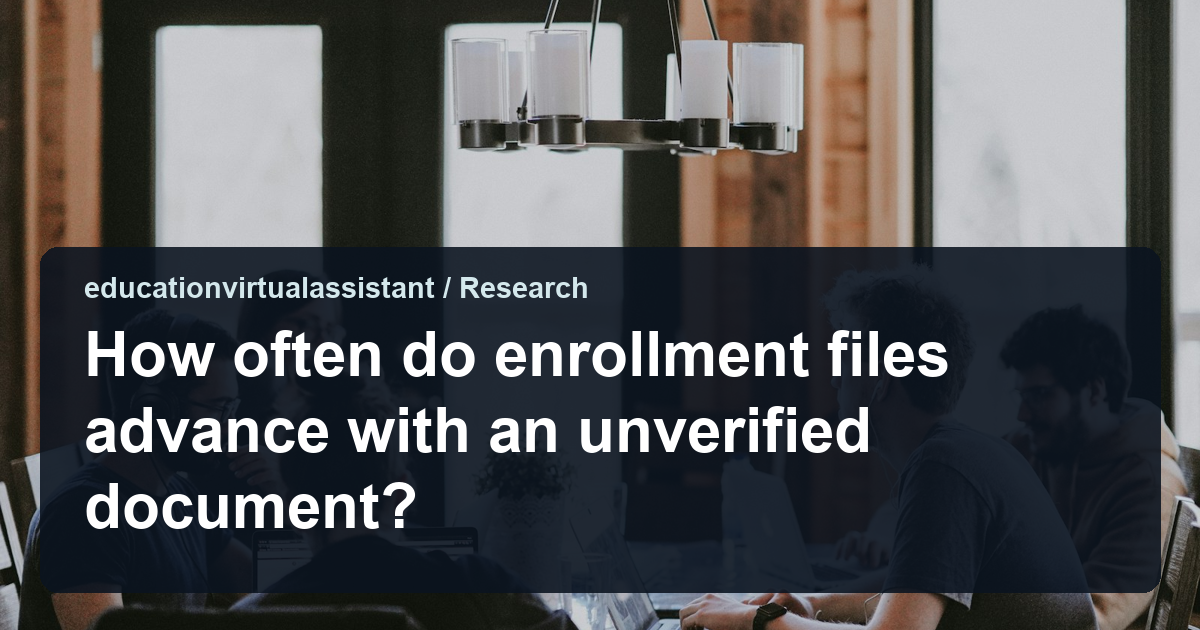 educationvirtualassistant / Research
How often do enrollment files
advance with an unverified
document?